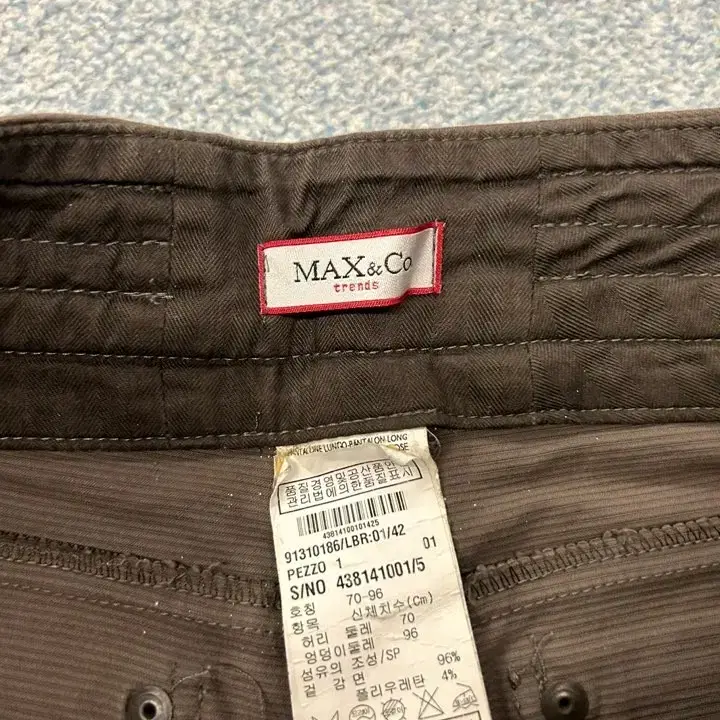 MAX&Co
trends
PANTALONE LUNGO-PANTALON LONG
품질경영및공산품안
관리법에의한품질표시
43814100101425
91310186/LBR:01/42
PEZZO 1 01
S/NO 438141001/5
호칭 70-96
항목 신체치수(Cm)
허리 둘레 70
엉덩이둘레 96
섬유의 조성/SP
겉 감 면 96%
폴리우레탄 4%